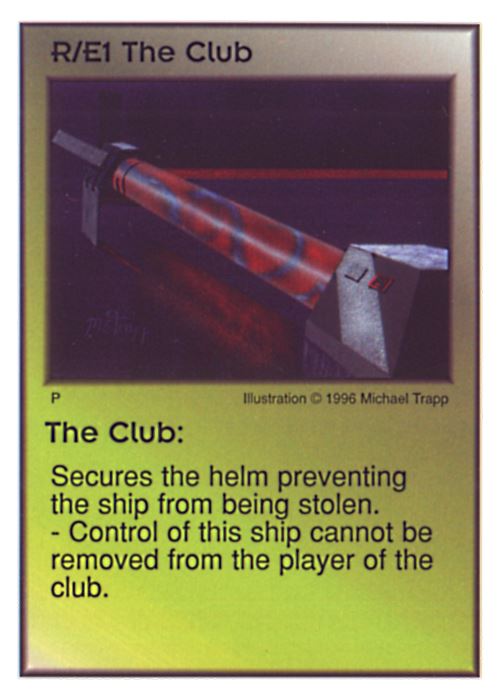 R/E1 The Club
P
Illustration © 1996 Michael Trapp
The Club:
Secures the helm preventing
the ship from being stolen.
- Control of this ship cannot be
removed from the player of the
club.